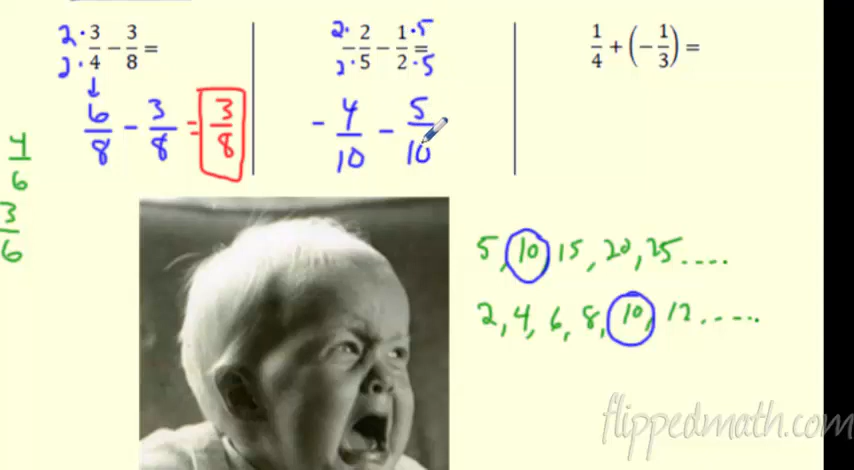 2 · 3/4 − 3/8 =
2 ·
6/8 − 3/8 = 3/8
2 · −2/5 − 1/2 · 5 =
2 · · 5
− 4/10 − 5/10
1/4 + (−1/3) =
4/6
3/6
5, 10, 15, 20, 25....
2, 4, 6, 8, 10, 12.....
flippedmath.com